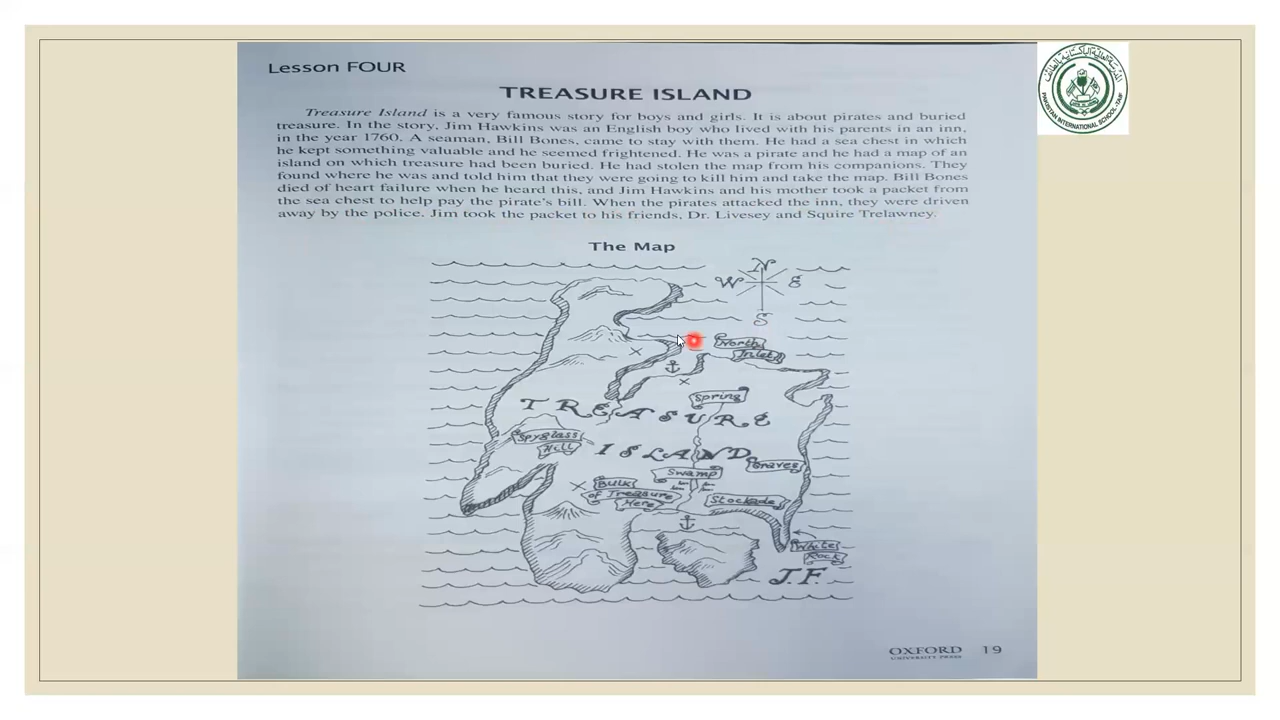 Lesson FOUR
TREASURE ISLAND
Treasure Island is a very famous story for boys and girls. It is about pirates and buried
treasure. In the story, Jim Hawkins was an English boy who lived with his parents in an inn,
in the year 1760. A seaman, Bill Bones, came to stay with them. He had a sea chest in which
he kept something valuable and he seemed frightened. He was a pirate and he had a map of an
island on which treasure had been buried. He had stolen the map from his companions. They
found where he was and told him that they were going to kill him and take the map. Bill Bones
died of heart failure when he heard this, and Jim Hawkins and his mother took a packet from
the sea chest to help pay the pirate's bill. When the pirates attacked the inn, they were driven
away by the police. Jim took the packet to his friends, Dr. Livesey and Squire Trelawney.
The Map
N
W E
S
North
Inlet
Spring
TREASURE
Spyglass
Hill
ISLAND
Graves
Swamp
Bulk
of Treasure
Here
Stockade
White
Rock
J.F.
OXFORD
UNIVERSITY PRESS
19
PAKISTAN INTERNATIONAL SCHOOL-TAIF